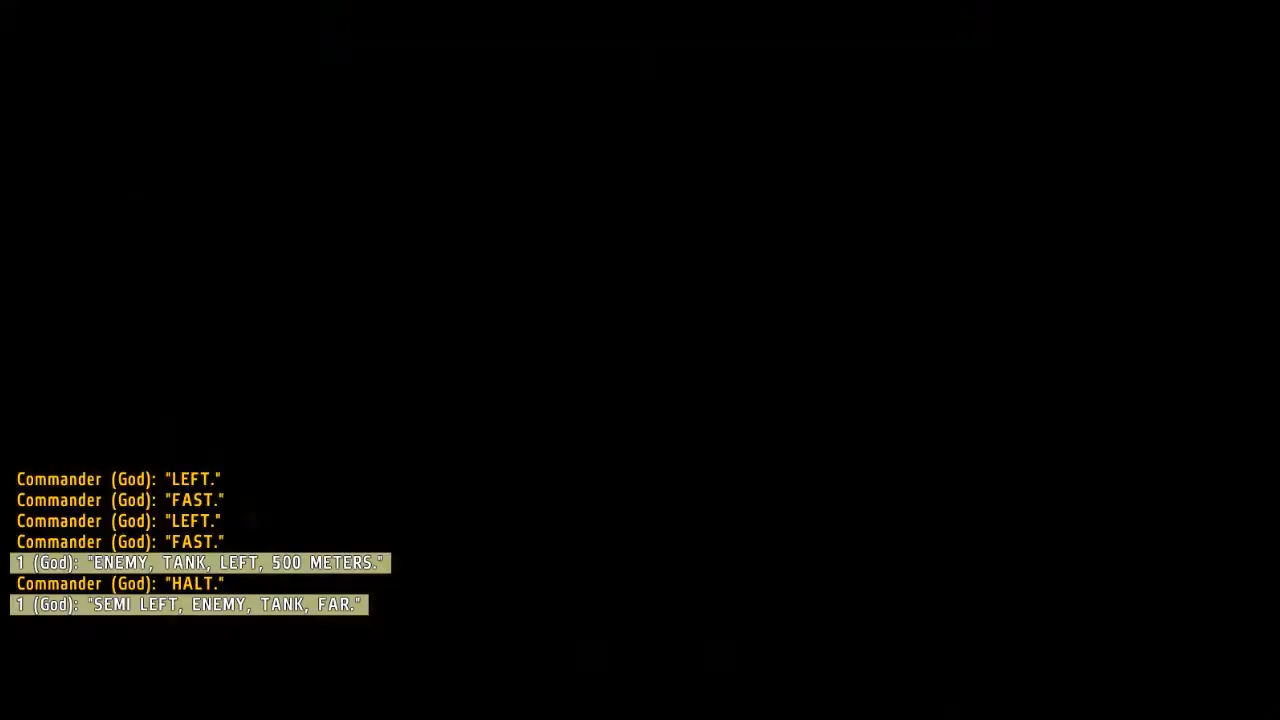 Commander (God): "LEFT."
Commander (God): "FAST."
Commander (God): "LEFT."
Commander (God): "FAST."
1 (God): "ENEMY, TANK, LEFT, 500 METERS."
Commander (God): "HALT."
1 (God): "SEMI LEFT, ENEMY, TANK, FAR."